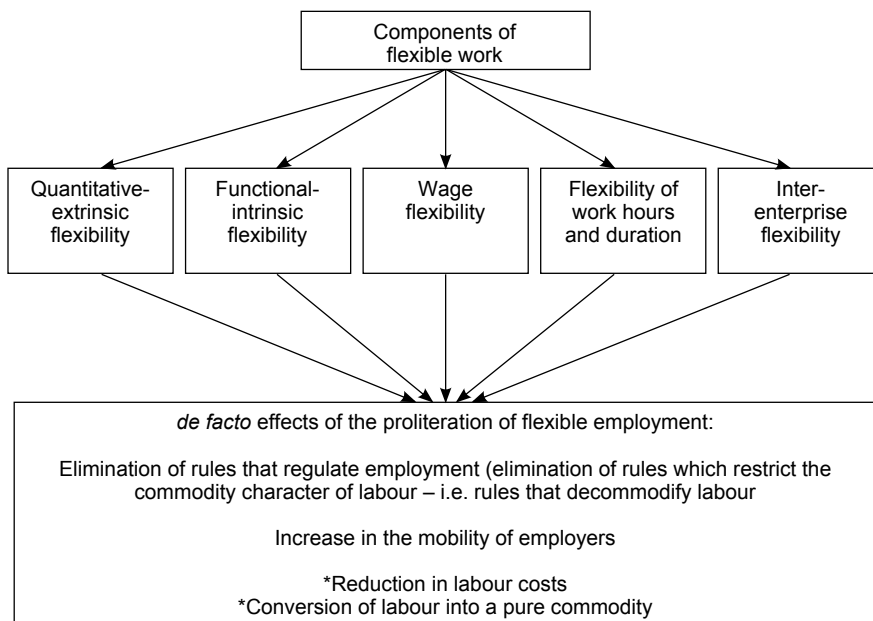 Components of
flexible work
Quantitative-
extrinsic
flexibility
Functional-
intrinsic
flexibility
Wage
flexibility
Flexibility of
work hours
and duration
Inter-
enterprise
flexibility
de facto effects of the proliteration of flexible employment:
Elimination of rules that regulate employment (elimination of rules which restrict the
commodity character of labour – i.e. rules that decommodify labour
Increase in the mobility of employers
*Reduction in labour costs
*Conversion of labour into a pure commodity